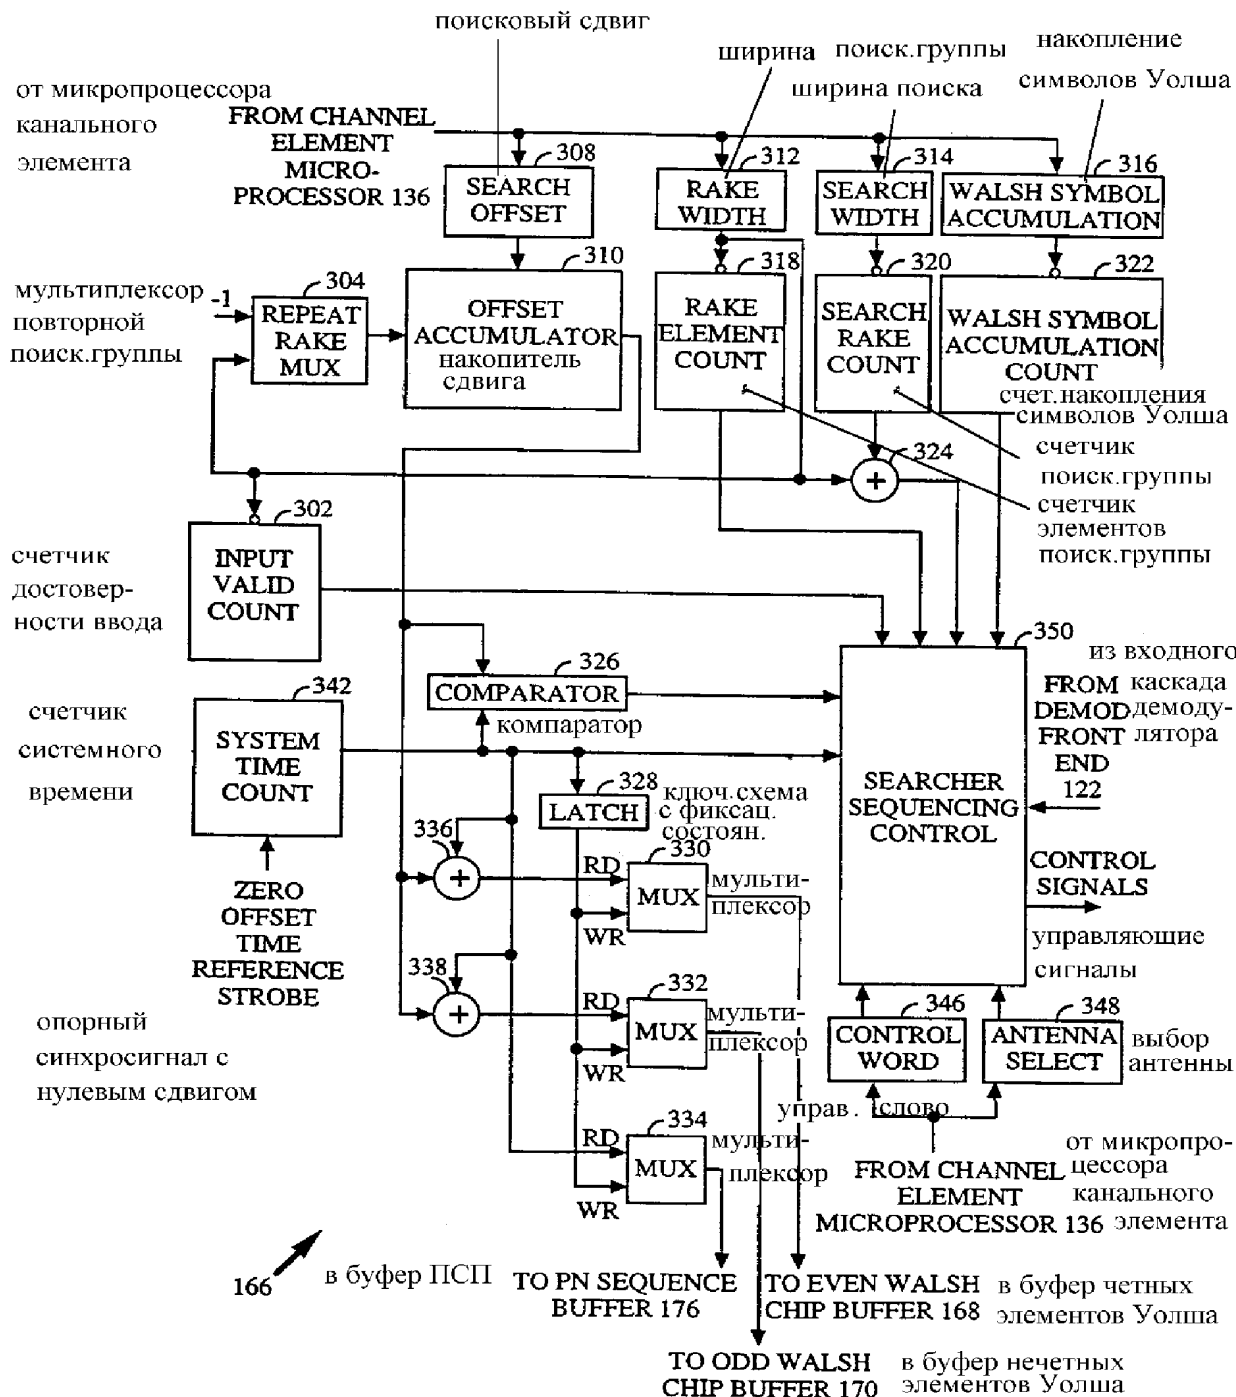 поисковый сдвиг
ширина
поиск.группы
накопление
символов Уолша
ширина поиска
от микропроцессора
канального
элемента
FROM CHANNEL
ELEMENT
MICRO-
PROCESSOR 136
308
SEARCH
OFFSET
312
RAKE
WIDTH
314
SEARCH
WIDTH
316
WALSH SYMBOL
ACCUMULATION
мультиплексор
повторной
поиск.группы
-1
304
REPEAT
RAKE
MUX
310
OFFSET
ACCUMULATOR
накопитель
сдвига
318
RAKE
ELEMENT
COUNT
320
SEARCH
RAKE
COUNT
322
WALSH SYMBOL
ACCUMULATION
COUNT
счет.накопления
символов Уолша
324
+
счетчик
поиск.группы
счетчик
элементов
поиск.группы
302
INPUT
VALID
COUNT
счетчик
достовер-
ности ввода
342
SYSTEM
TIME
COUNT
счетчик
системного
времени
326
COMPARATOR
компаратор
350
SEARCHER
SEQUENCING
CONTROL
из входного
каскада
демоду-
лятора
FROM
DEMOD
FRONT
END
122
328
LATCH
ключ.схема
с фиксац.
состоян.
336
+
RD
WR
330
MUX
мульти-
плексор
CONTROL
SIGNALS
управляющие
сигналы
ZERO
OFFSET
TIME
REFERENCE
STROBE
338
+
RD
WR
332
MUX
мульти-
плексор
опорный
синхросигнал с
нулевым сдвигом
346
CONTROL
WORD
348
ANTENNA
SELECT
выбор
антенны
управ. слово
RD
WR
334
MUX
мульти-
плексор
FROM CHANNEL
ELEMENT
MICROPROCESSOR 136
от микропро-
цессора
канального
элемента
166
в буфер ПСП
TO PN SEQUENCE
BUFFER 176
TO EVEN WALSH
CHIP BUFFER 168
в буфер четных
элементов Уолша
TO ODD WALSH
CHIP BUFFER 170
в буфер нечетных
элементов Уолша